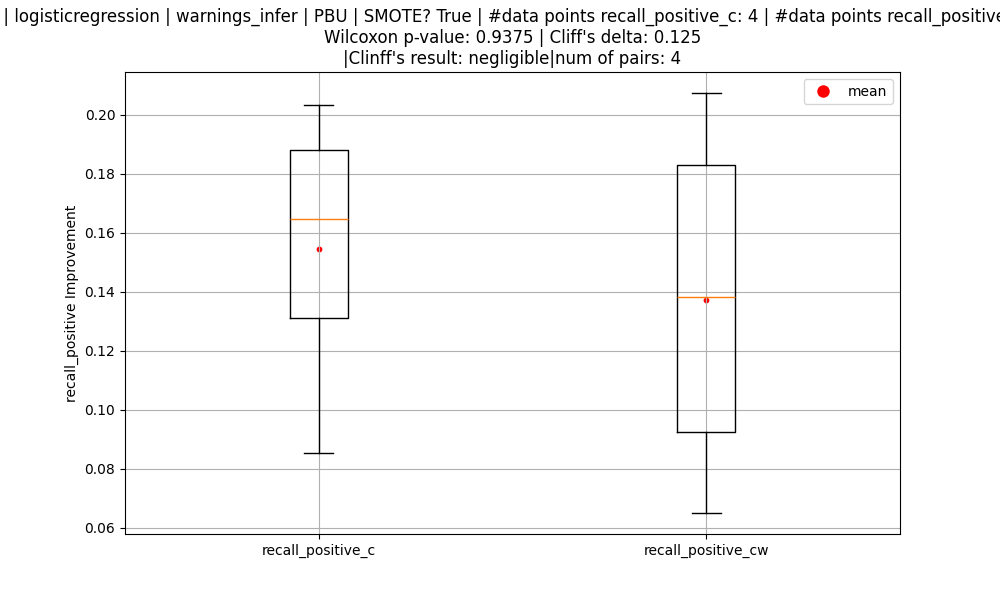 | logisticregression | warnings_infer | PBU | SMOTE? True | #data points recall_positive_c: 4 | #data points
Wilcoxon p-value: 0.9375 | Cliff's delta: 0.125
|Clinff's result: negligible|num of pairs: 4
mean
recall_positive Improvement
0.20
0.18
0.16
0.14
0.12
0.10
0.08
0.06
recall_positive_c
recall_positive_cw